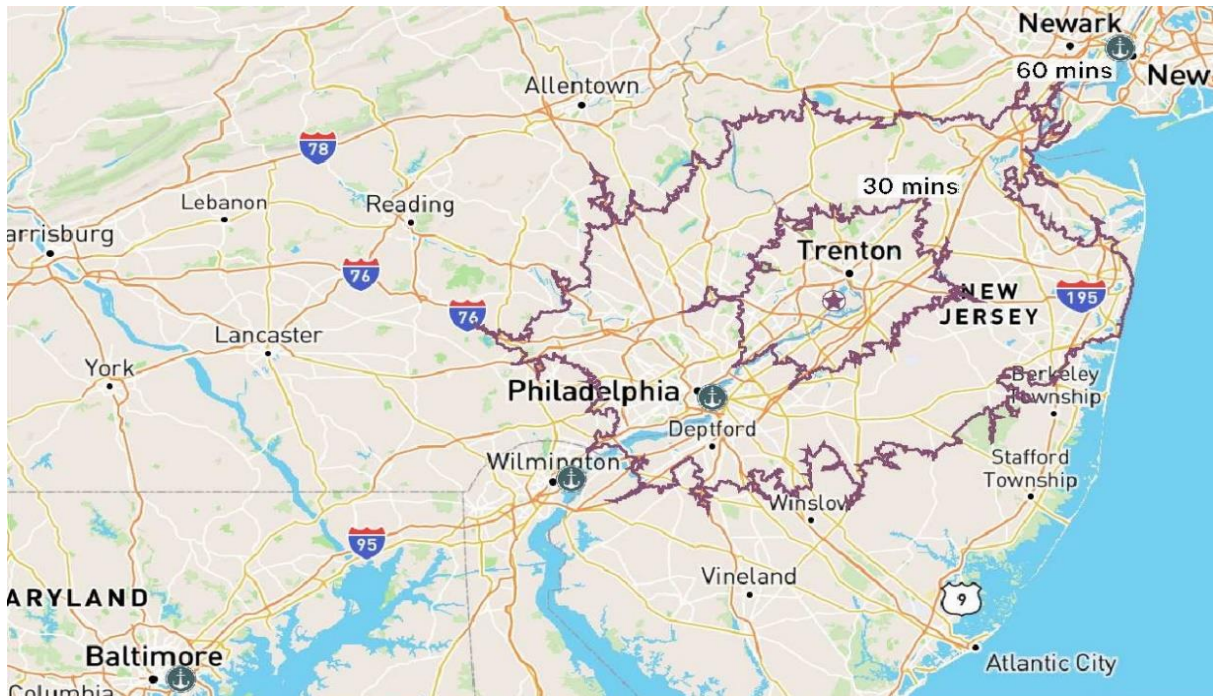 Newark
60 mins
New
Allentown
78
30 mins
Lebanon
Reading
arrisburg
Trenton
76
NEW
JERSEY
195
76
Lancaster
York
Philadelphia
Berkeley
Township
Deptford
Wilmington
Stafford
Township
Winslow
95
Vineland
9
ARYLAND
Baltimore
Atlantic City
Columbia